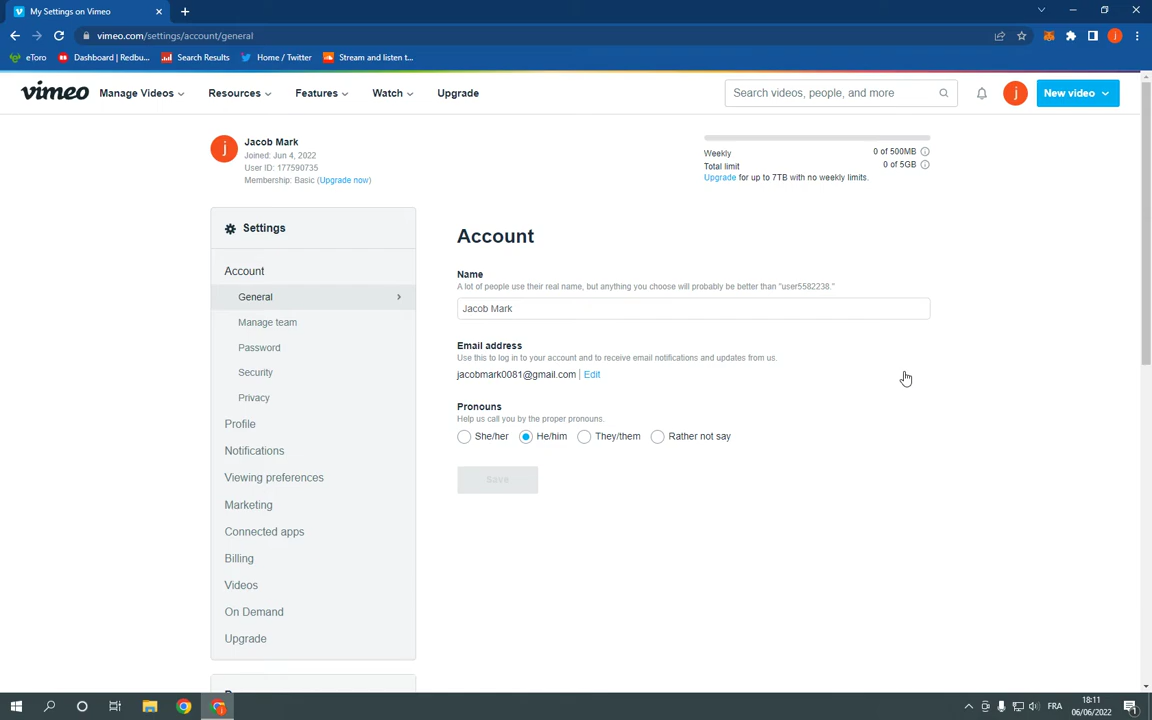 My Settings on Vimeo
vimeo.com/settings/account/general
eToro
Dashboard | Redbu...
Search Results
Home / Twitter
Stream and listen t...
vimeo
Manage Videos
Resources
Features
Watch
Upgrade
Search videos, people, and more
j
New video
j
Jacob Mark
Joined: Jun 4, 2022
User ID: 177590735
Membership: Basic (Upgrade now)
Weekly 0 of 500MB
Total limit 0 of 5GB
Upgrade for up to 7TB with no weekly limits.
Settings
Account
General
Manage team
Password
Security
Privacy
Profile
Notifications
Viewing preferences
Marketing
Connected apps
Billing
Videos
On Demand
Upgrade
Account
Name
A lot of people use their real name, but anything you choose will probably be better than "user5582238."
Jacob Mark
Email address
Use this to log in to your account and to receive email notifications and updates from us.
jacobmark0081@gmail.com | Edit
Pronouns
Help us call you by the proper pronouns.
She/her He/him They/them Rather not say
Save
FRA
18:11
06/06/2022